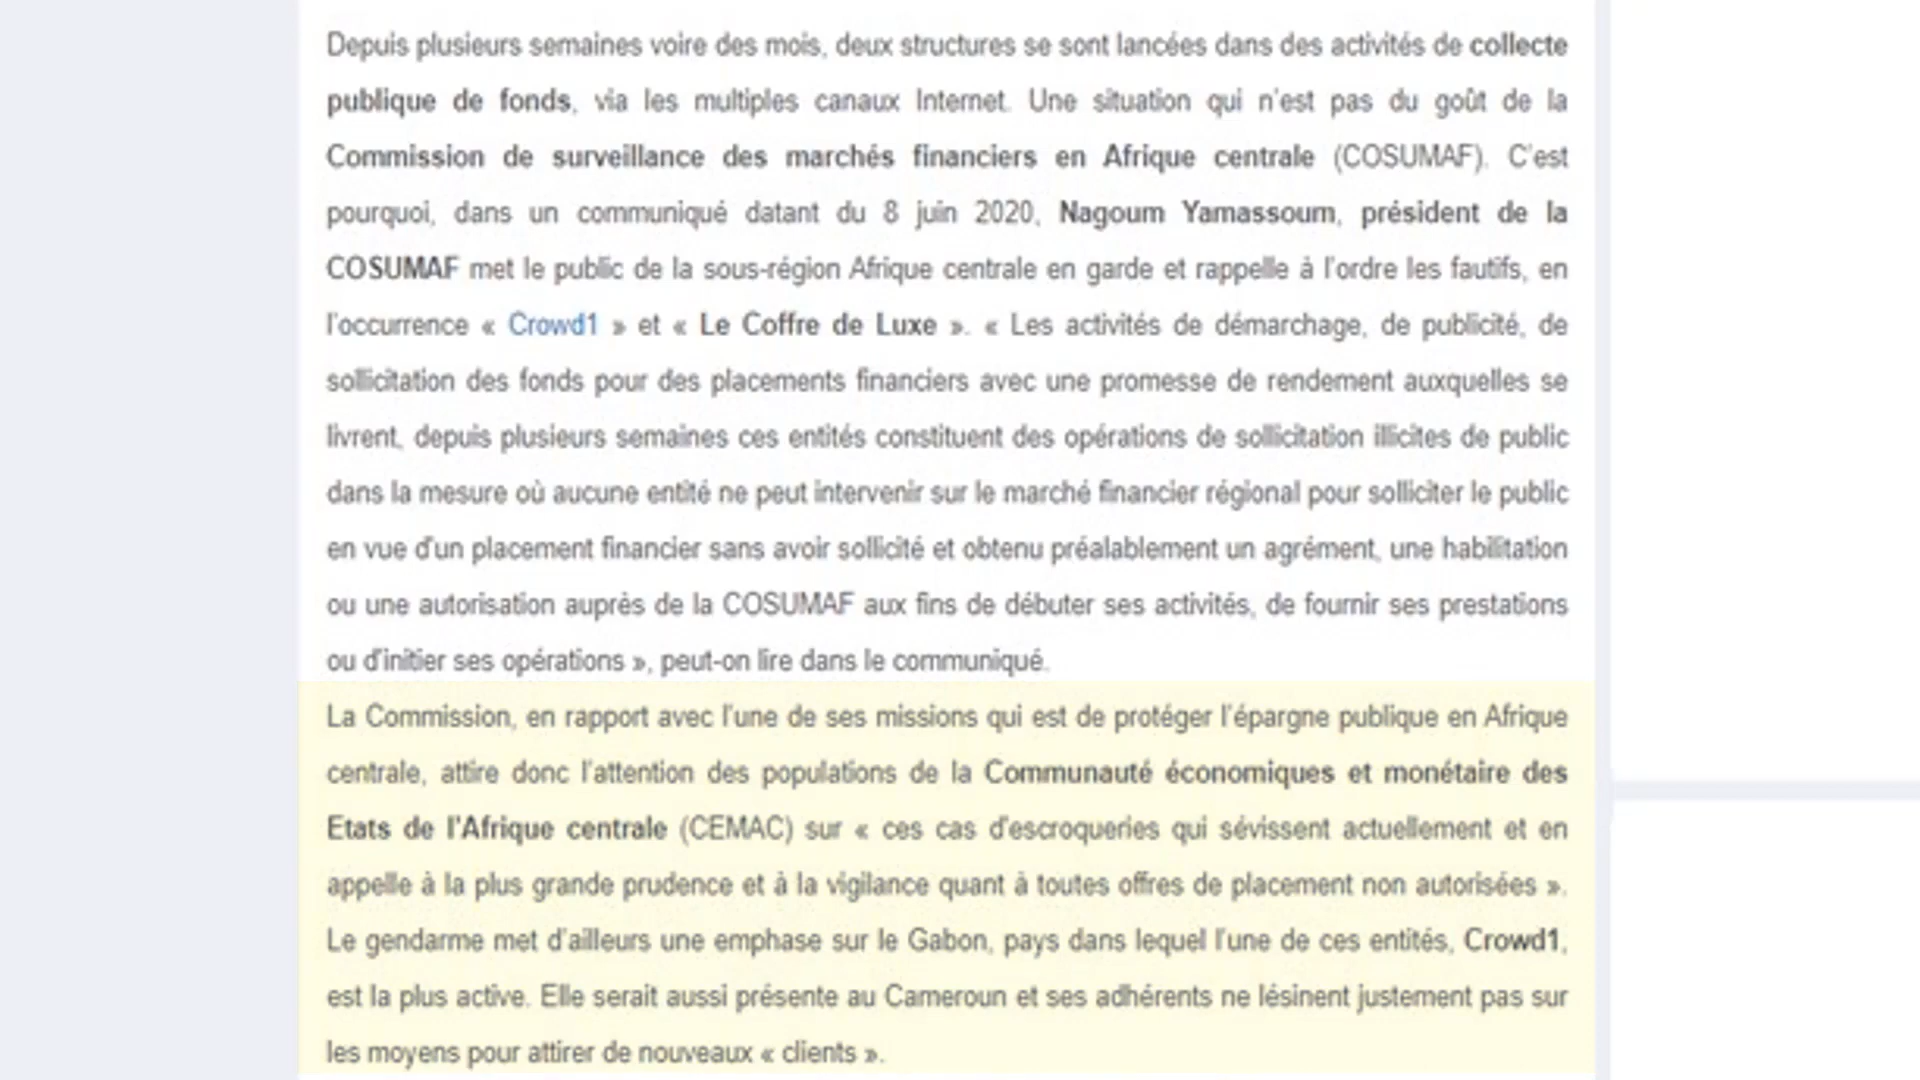 Depuis plusieurs semaines voire des mois, deux structures se sont lancées dans des activités de collecte
publique de fonds, via les multiples canaux Internet. Une situation qui n'est pas du goût de la
Commission de surveillance des marchés financiers en Afrique centrale (COSUMAF). C'est
pourquoi, dans un communiqué datant du 8 juin 2020, Nagoum Yamassoum, président de la
COSUMAF met le public de la sous-région Afrique centrale en garde et rappelle à l'ordre les fautifs, en
l'occurrence « Crowd1 » et « Le Coffre de Luxe ». « Les activités de démarchage, de publicité, de
sollicitation des fonds pour des placements financiers avec une promesse de rendement auxquelles se
livrent, depuis plusieurs semaines ces entités constituent des opérations de sollicitation illicites de public
dans la mesure où aucune entité ne peut intervenir sur le marché financier régional pour solliciter le public
en vue d'un placement financier sans avoir sollicité et obtenu préalablement un agrément, une habilitation
ou une autorisation auprès de la COSUMAF aux fins de débuter ses activités, de fournir ses prestations
ou d'initier ses opérations », peut-on lire dans le communiqué.
La Commission, en rapport avec l'une de ses missions qui est de protéger l'épargne publique en Afrique
centrale, attire donc l'attention des populations de la Communauté économiques et monétaire des
Etats de l'Afrique centrale (CEMAC) sur « ces cas d'escroqueries qui sévissent actuellement et en
appelle à la plus grande prudence et à la vigilance quant à toutes offres de placement non autorisées ».
Le gendarme met d'ailleurs une emphase sur le Gabon, pays dans lequel l'une de ces entités, Crowd1,
est la plus active. Elle serait aussi présente au Cameroun et ses adhérents ne lésinent justement pas sur
les moyens pour attirer de nouveaux « clients ».